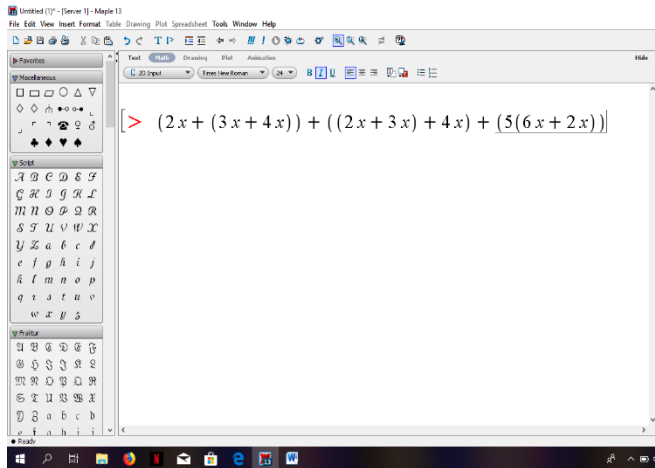 Untitled (1)* - [Server 1] - Maple 13
File Edit View Insert Format Table Drawing Plot Spreadsheet Tools Window Help
Favorites
Text Math Drawing Plot Animation Hide
2D Input Times New Roman 24 B I U
Miscellaneous
> (2x + (3x + 4x)) + ((2x + 3x) + 4x) + (5(6x + 2x))
Script
A B C D E F
G H I J K L
M N O P Q R
S T U V W X
Y Z a b c d
e f g h i j
k l m n o p
q r s t u v
w x y z
Fraktur
𝔄 𝔅 ℭ 𝔇 𝔈 𝔉
𝔊 ℌ ℑ 𝔍 𝔎 𝔏
𝔐 𝔑 𝔒 𝔓 𝔔 ℜ
𝔖 𝔗 𝔘 𝔙 𝔚 𝔛
𝔜 ℨ 𝔞 𝔟 𝔠 𝔡
Ready